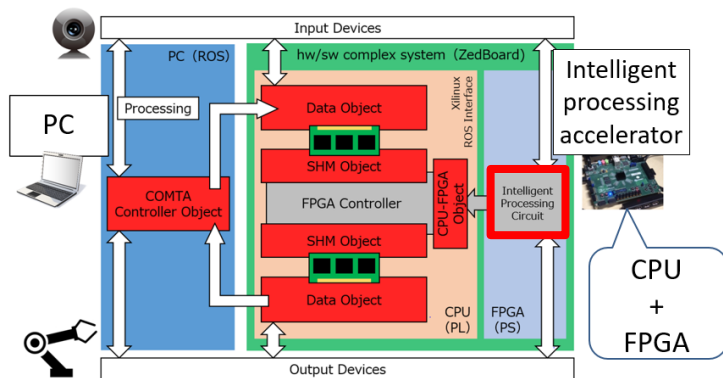 Input Devices
PC (ROS)
hw/sw complex system (ZedBoard)
Xilinux
ROS Interface
Intelligent
processing
accelerator
PC
Processing
Data Object
SHM Object
COMTA
Controller Object
FPGA Controller
CPU-FPGA
Object
Intelligent
Processing
Circuit
SHM Object
Data Object
CPU
(PL)
FPGA
(PS)
CPU
+
FPGA
Output Devices